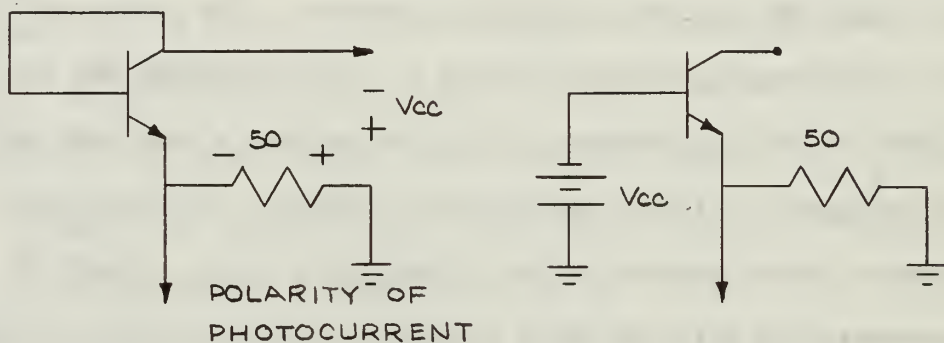 − Vcc +
− 50 +
50
Vcc
POLARITY OF
PHOTOCURRENT